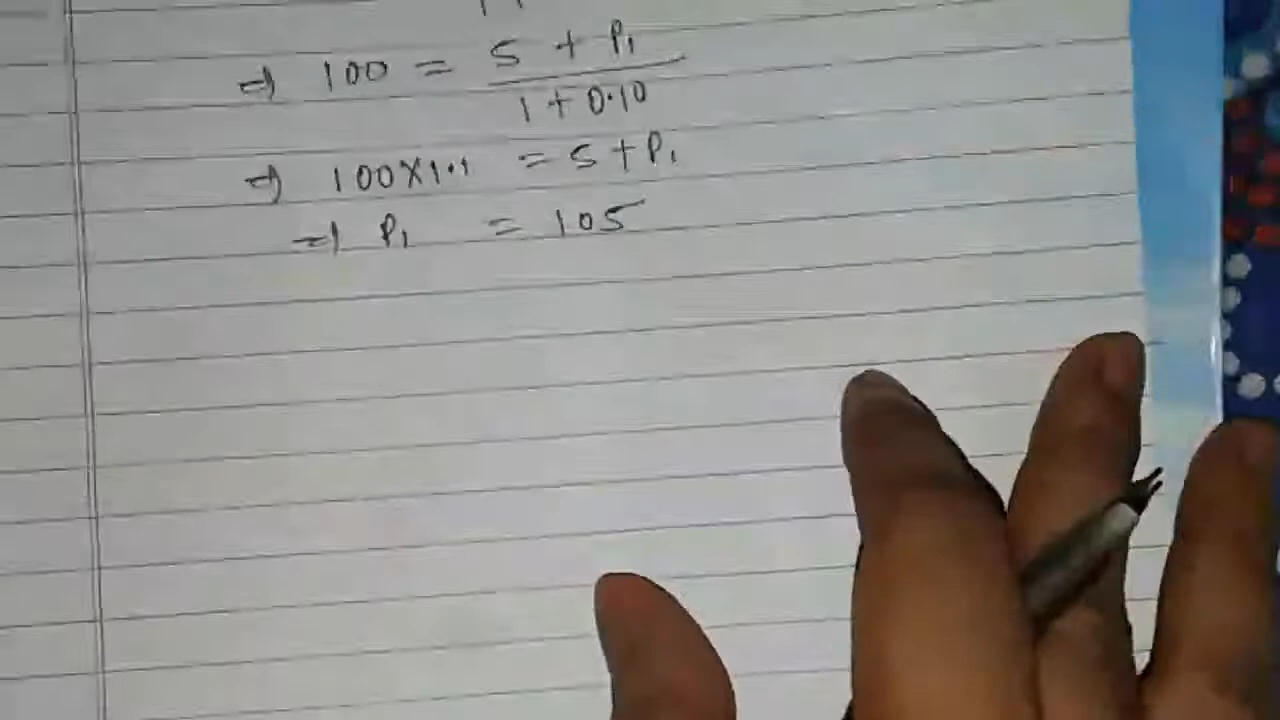 ⇒ 100 = 5 + P₁ / 1 + 0.10
⇒ 100 × 1.1 = 5 + P₁
⇒ P₁ = 105